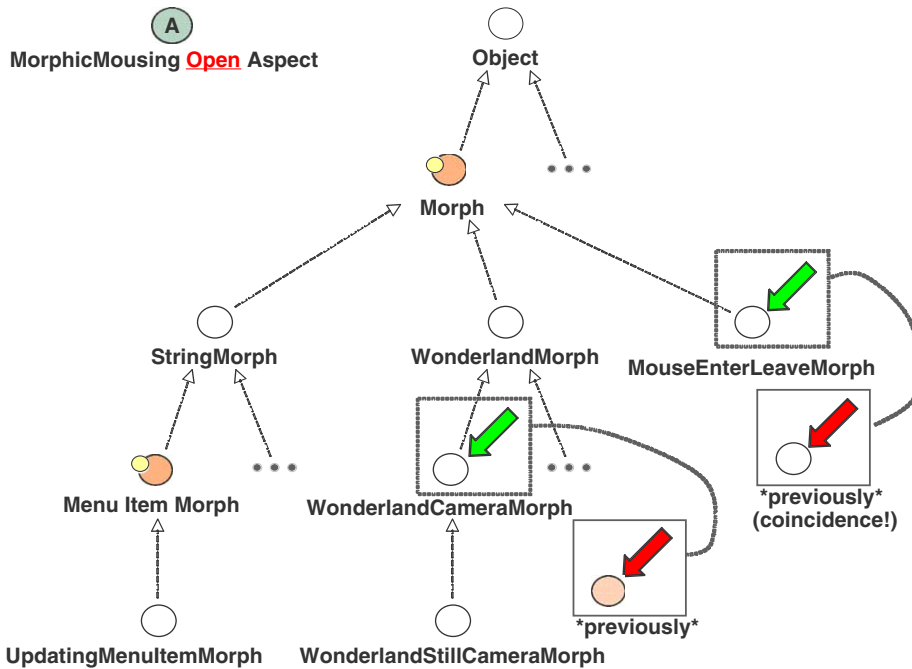 A
MorphicMousing Open Aspect
Object
Morph
StringMorph
WonderlandMorph
MouseEnterLeaveMorph
Menu Item Morph
WonderlandCameraMorph
*previously*
(coincidence!)
*previously*
UpdatingMenuItemMorph
WonderlandStillCameraMorph